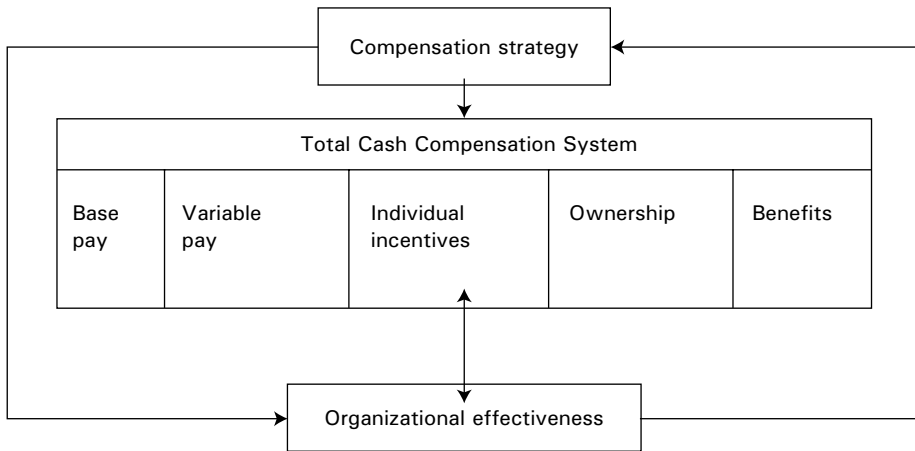 Compensation strategy
Total Cash Compensation System
Base
pay
Variable
pay
Individual
incentives
Ownership
Benefits
Organizational effectiveness